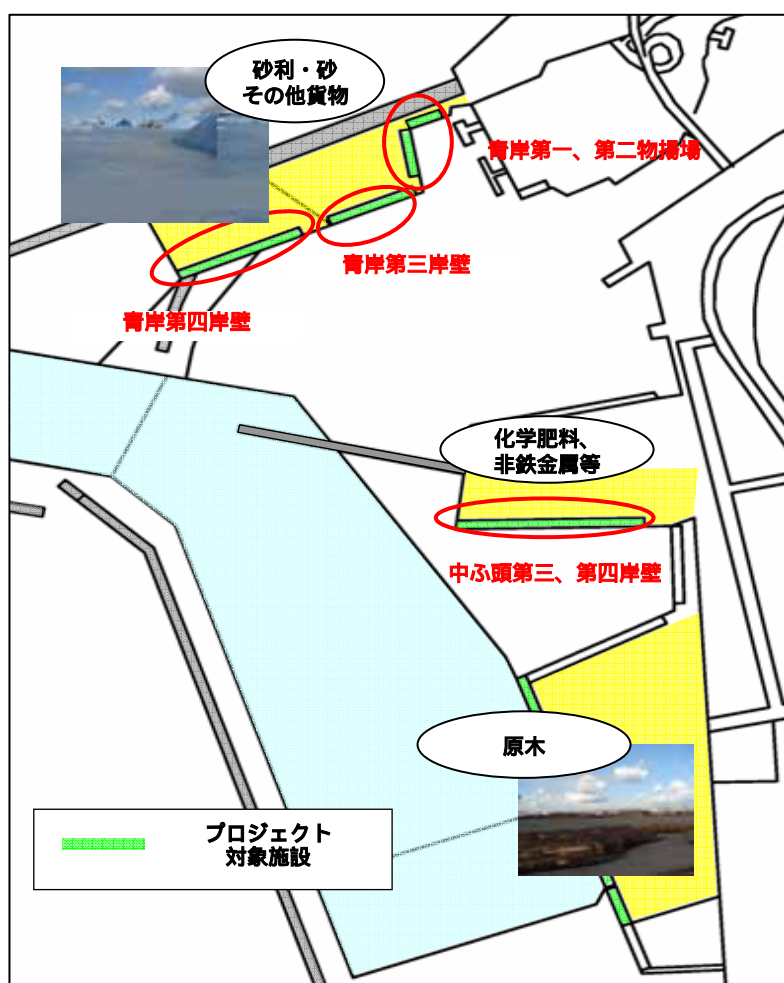 砂利・砂
その他貨物
青岸第一、第二物揚場
青岸第三岸壁
青岸第四岸壁
化学肥料、
非鉄金属等
中ふ頭第三、第四岸壁
原木
プロジェクト
対象施設